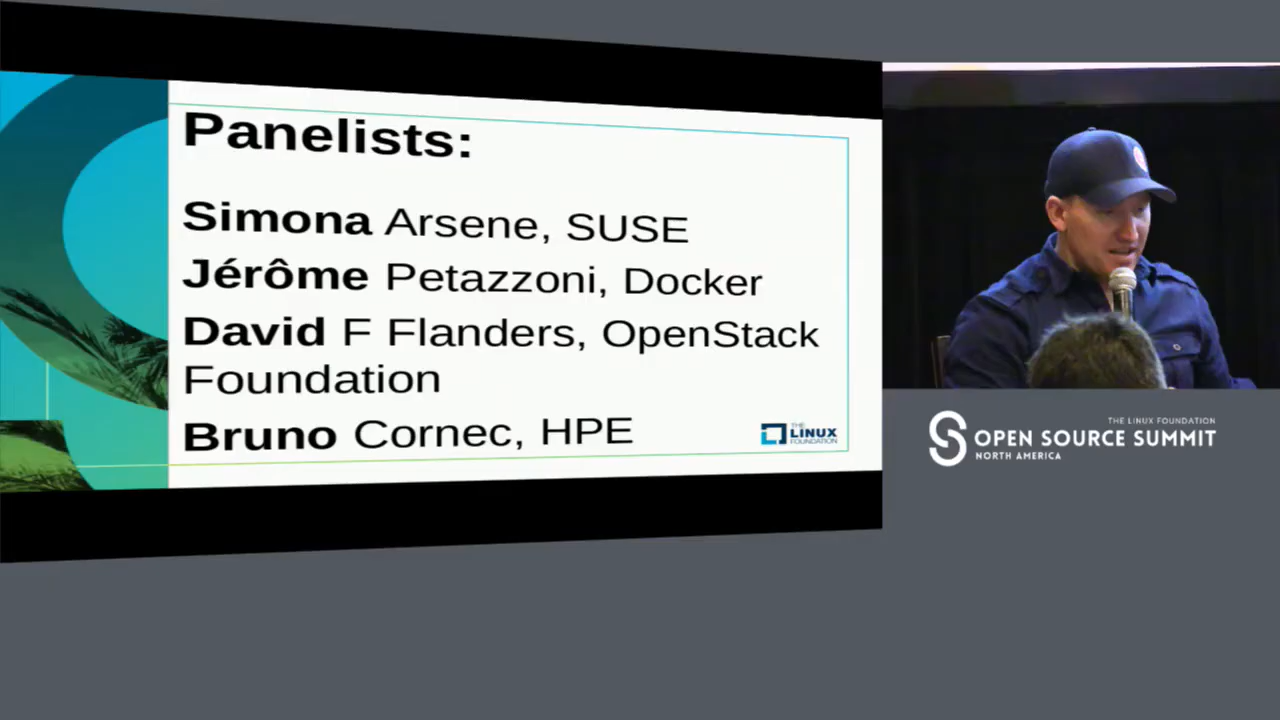 Panelists:
Simona Arsene, SUSE
Jérôme Petazzoni, Docker
David F Flanders, OpenStack
Foundation
Bruno Cornec, HPE
THE
LINUX
FOUNDATION
THE LINUX FOUNDATION
OPEN SOURCE SUMMIT
NORTH AMERICA